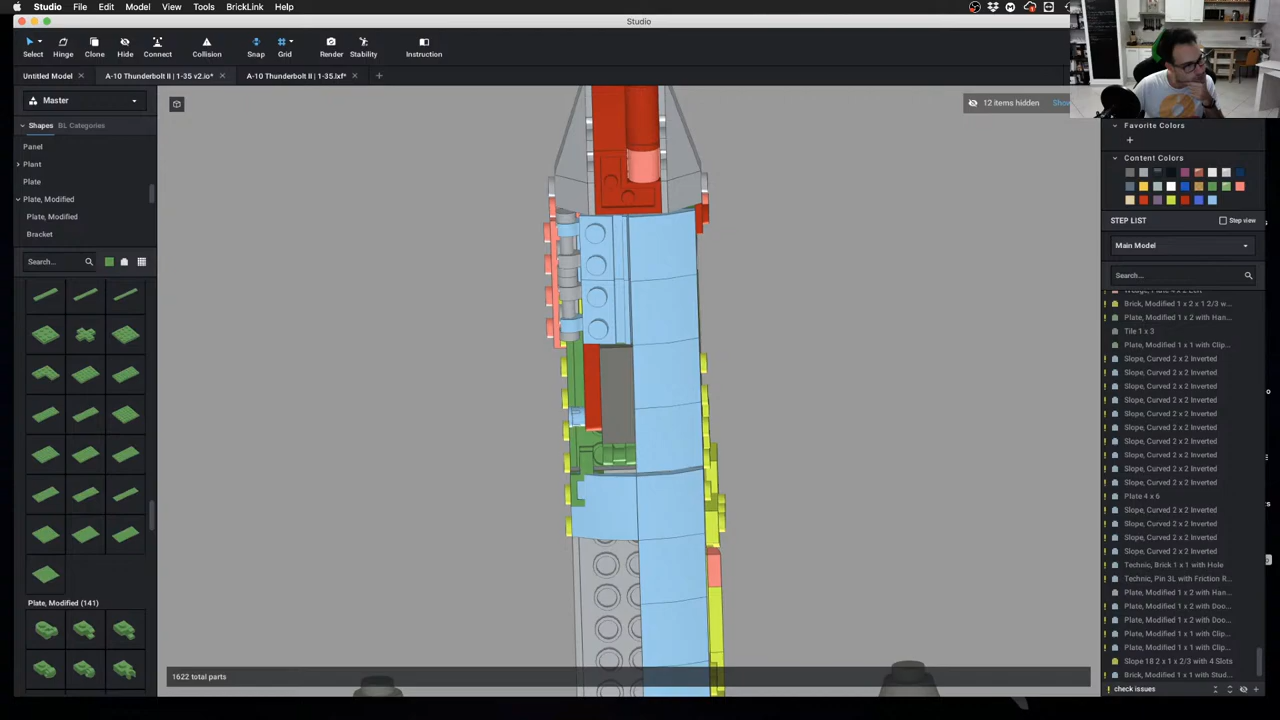 Studio File Edit Model View Tools BrickLink Help
Studio
Select Hinge Clone Hide Connect Collision Snap Grid Render Stability Instruction
Untitled Model A-10 Thunderbolt II | 1-35 v2.io* A-10 Thunderbolt II | 1-35.lxf*
Master
12 items hidden
Shapes BL Categories
Favorite Colors
Panel
Content Colors
Plant
Plate
Plate, Modified
Plate, Modified
STEP LIST Step view
Bracket
Main Model
Search...
Search...
Brick, Modified 1 x 2 x 1 2/3 w...
Plate, Modified 1 x 2 with Han...
Tile 1 x 3
Plate, Modified 1 x 1 with Clip...
Slope, Curved 2 x 2 Inverted
Slope, Curved 2 x 2 Inverted
Slope, Curved 2 x 2 Inverted
Slope, Curved 2 x 2 Inverted
Slope, Curved 2 x 2 Inverted
Slope, Curved 2 x 2 Inverted
Slope, Curved 2 x 2 Inverted
Slope, Curved 2 x 2 Inverted
Slope, Curved 2 x 2 Inverted
Slope, Curved 2 x 2 Inverted
Plate 4 x 6
Slope, Curved 2 x 2 Inverted
Slope, Curved 2 x 2 Inverted
Slope, Curved 2 x 2 Inverted
Slope, Curved 2 x 2 Inverted
Technic, Brick 1 x 1 with Hole
Technic, Pin 3L with Friction R...
Plate, Modified 1 x 2 with Han...
Plate, Modified (141)
Plate, Modified 1 x 2 with Doo...
Plate, Modified 1 x 2 with Doo...
Plate, Modified 1 x 1 with Clip...
Plate, Modified 1 x 1 with Clip...
Slope 18 2 x 1 x 2/3 with 4 Slots
Plate, Modified 1 x 1 with Clip...
Brick, Modified 1 x 1 with Stud...
1622 total parts
check issues